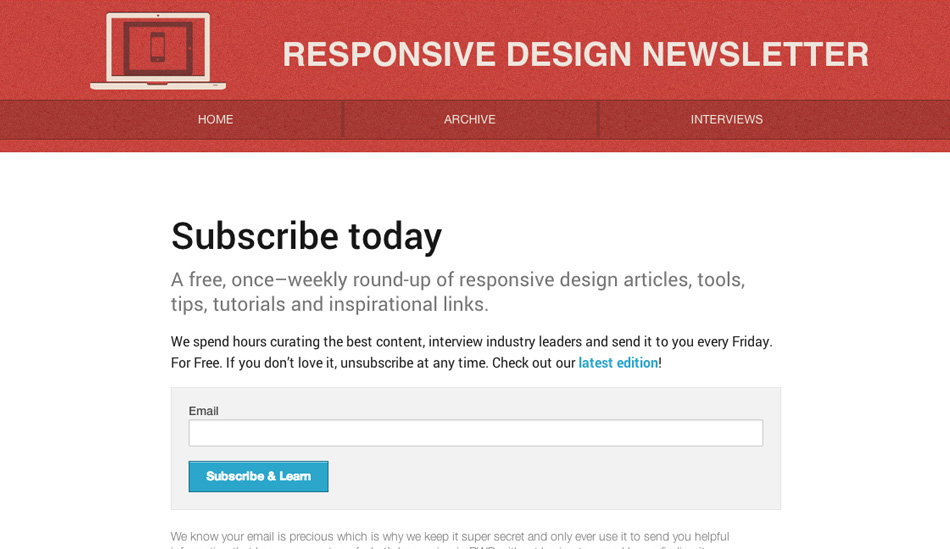 RESPONSIVE DESIGN NEWSLETTER
HOME
ARCHIVE
INTERVIEWS
Subscribe today
A free, once–weekly round-up of responsive design articles, tools,
tips, tutorials and inspirational links.
We spend hours curating the best content, interview industry leaders and send it to you every Friday.
For Free. If you don’t love it, unsubscribe at any time. Check out our latest edition!
Email
Subscribe & Learn
We know your email is precious which is why we keep it super secret and only ever use it to send you helpful